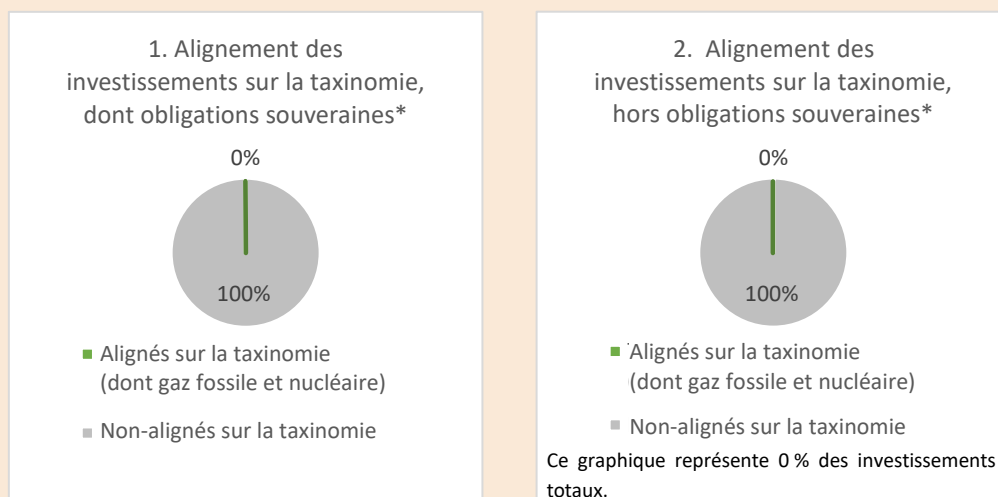 1. Alignement des
investissements sur la taxinomie,
dont obligations souveraines*
0%
100%
Alignés sur la taxinomie
(dont gaz fossile et nucléaire)
Non-alignés sur la taxinomie
2. Alignement des
investissements sur la taxinomie,
hors obligations souveraines*
0%
100%
Alignés sur la taxinomie
(dont gaz fossile et nucléaire)
Non-alignés sur la taxinomie
Ce graphique représente 0 % des investissements
totaux.